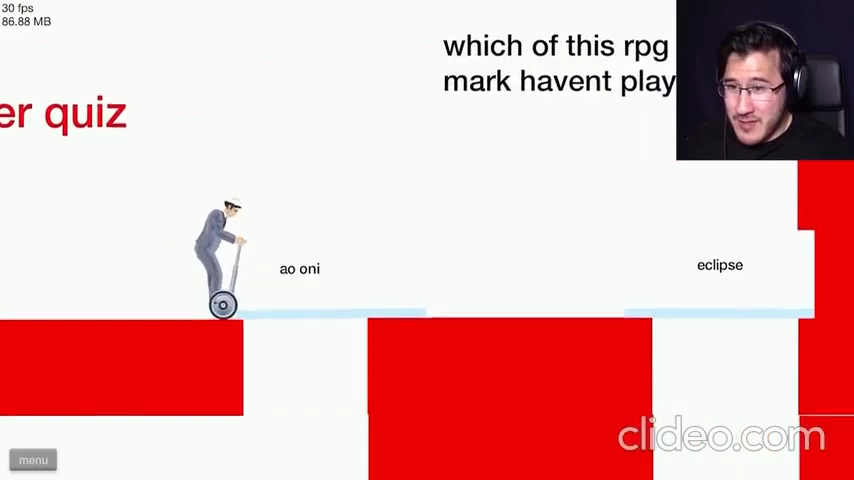 30 fps
86.88 MB
which of this rpg
mark havent play
er quiz
ao oni
eclipse
clideo.com
menu